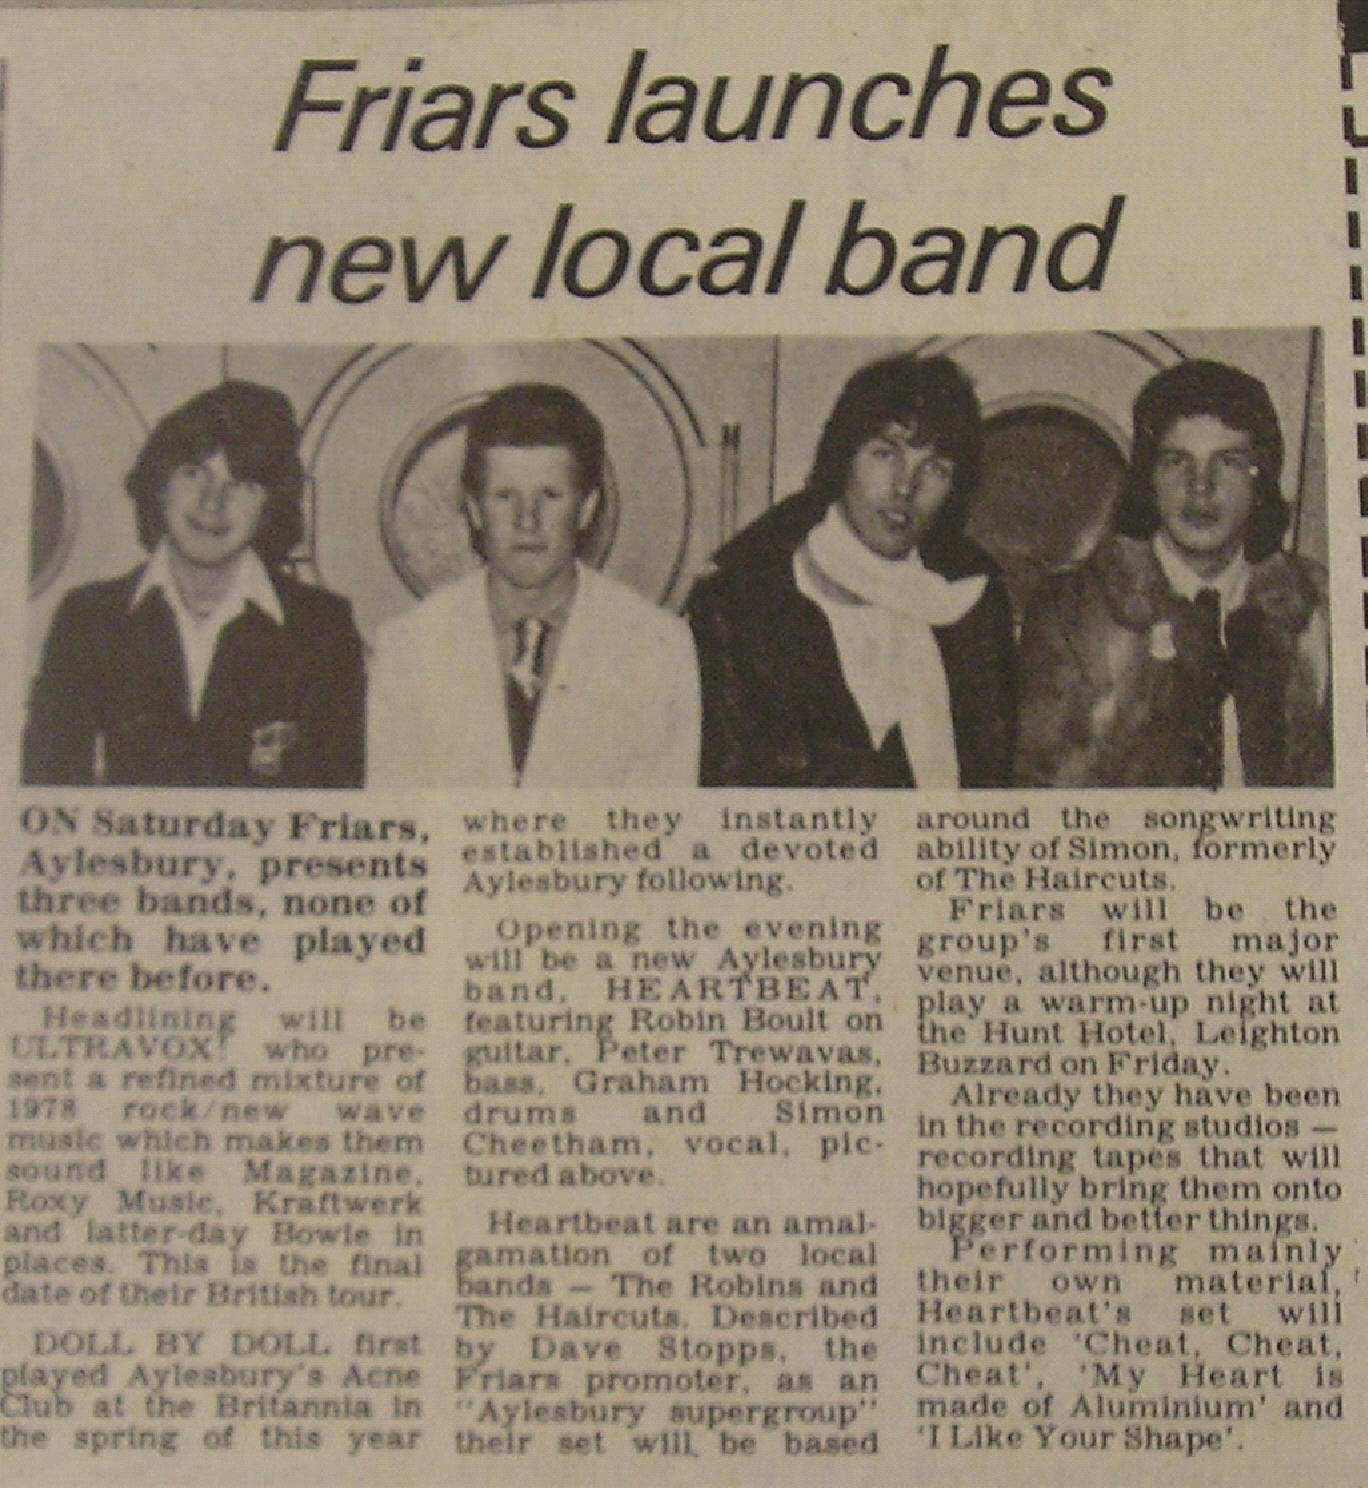 Friars launches
new local band
ON Saturday Friars,
Aylesbury, presents
three bands, none of
which have played
there before.
Headlining will be
ULTRAVOX! who pre-
sent a refined mixture of
1978 rock/new wave
music which makes them
sound like Magazine,
Roxy Music, Kraftwerk
and latter-day Bowie in
places. This is the final
date of their British tour.
DOLL BY DOLL first
played Aylesbury's Acne
Club at the Britannia in
the spring of this year
where they instantly
established a devoted
Aylesbury following.
Opening the evening
will be a new Aylesbury
band, HEARTBEAT,
featuring Robin Boult on
guitar, Peter Trewavas,
bass, Graham Hocking,
drums and Simon
Cheetham, vocal, pic-
tured above.
Heartbeat are an amal-
gamation of two local
bands — The Robins and
The Haircuts. Described
by Dave Stopps, the
Friars promoter, as an
"Aylesbury supergroup"
their set will be based
around the songwriting
ability of Simon, formerly
of The Haircuts.
Friars will be the
group's first major
venue, although they will
play a warm-up night at
the Hunt Hotel, Leighton
Buzzard on Friday.
Already they have been
in the recording studios —
recording tapes that will
hopefully bring them onto
bigger and better things.
Performing mainly
their own material,
Heartbeat's set will
include 'Cheat, Cheat,
Cheat', 'My Heart is
made of Aluminium' and
'I Like Your Shape'.